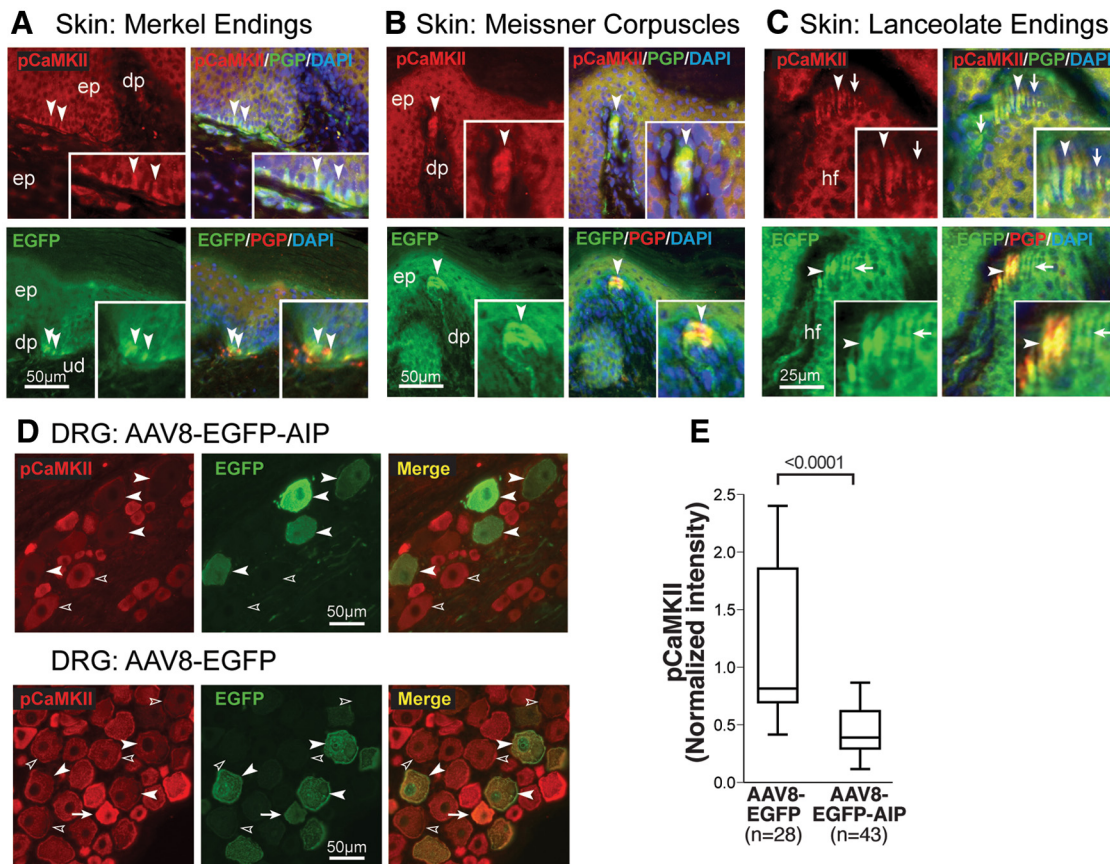 A Skin: Merkel Endings
pCaMKII
ep
dp
ep
pCaMKII/PGP/DAPI
EGFP
ep
dp
ud
50µm
EGFP/PGP/DAPI
B Skin: Meissner Corpuscles
pCaMKII
ep
dp
pCaMKII/PGP/DAPI
EGFP
ep
dp
50µm
EGFP/PGP/DAPI
C Skin: Lanceolate Endings
pCaMKII
hf
pCaMKII/PGP/DAPI
EGFP
hf
25µm
EGFP/PGP/DAPI
D DRG: AAV8-EGFP-AIP
pCaMKII
EGFP
50µm
Merge
DRG: AAV8-EGFP
pCaMKII
EGFP
50µm
Merge
E
<0.0001
pCaMKII
(Normalized intensity)
2.5
2.0
1.5
1.0
0.5
0.0
AAV8-
EGFP
(n=28)
AAV8-
EGFP-AIP
(n=43)